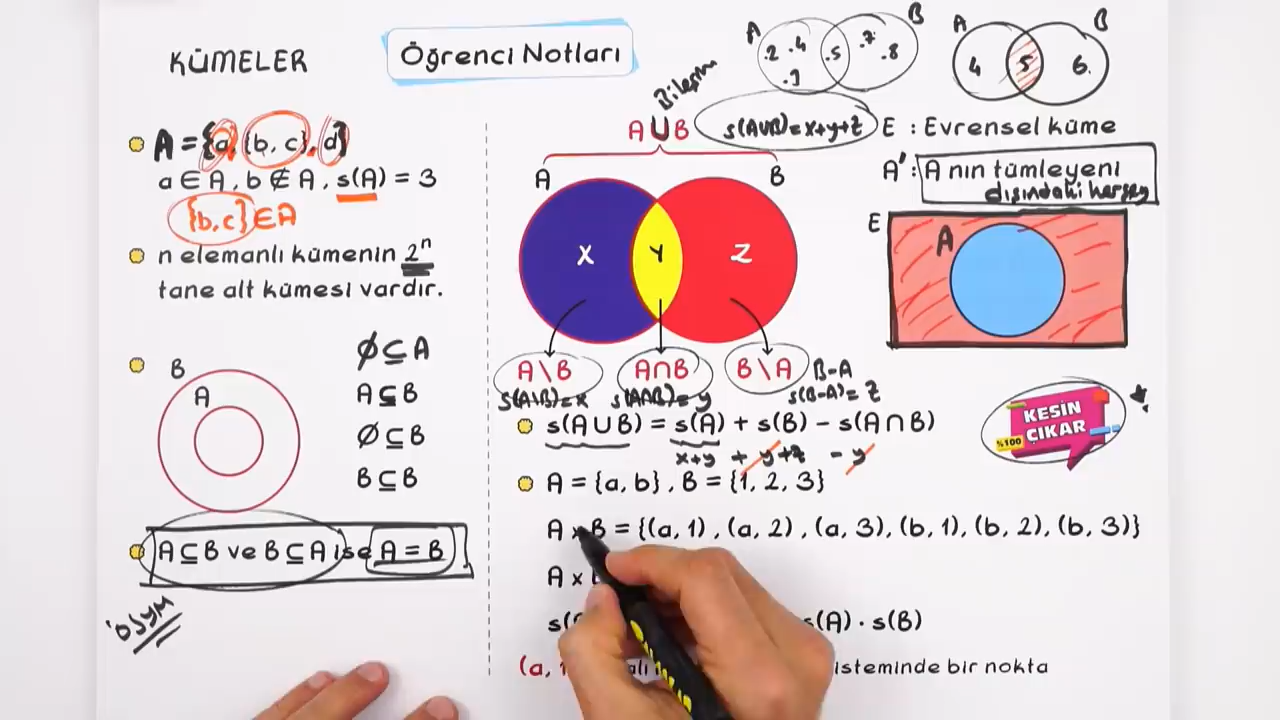 KÜMELER
Öğrenci Notları
A = {a, {b, c}, d}
a ∈ A, b ∉ A, s(A) = 3
{b,c} ∈ A
n elemanlı kümenin 2ⁿ
tane alt kümesi vardır.
B
A
∅ ⊆ A
A ⊆ B
∅ ⊆ B
B ⊆ B
A ⊆ B ve B ⊆ A ise A = B
ÖSYM
A B
.2 .4 .5 .7 .8
A B
4 5 6
Bileşim
A ∪ B
s(A∪B)=x+y+z
A B
X Y Z
A \ B A∩B B \ A B-A
s(A\B)=x s(A∩B)=y s(B-A)=z
E : Evrensel küme
A' : A nın tümleyeni
dışındaki herşey
E
A
KESİN
ÇIKAR
%100
s(A ∪ B) = s(A) + s(B) − s(A ∩ B)
x+y + y+z - y
A = {a, b}, B = {1, 2, 3}
A x B = {(a, 1), (a, 2), (a, 3), (b, 1), (b, 2), (b, 3)}
A x
s(A) · s(B)
(a, isteminde bir nokta